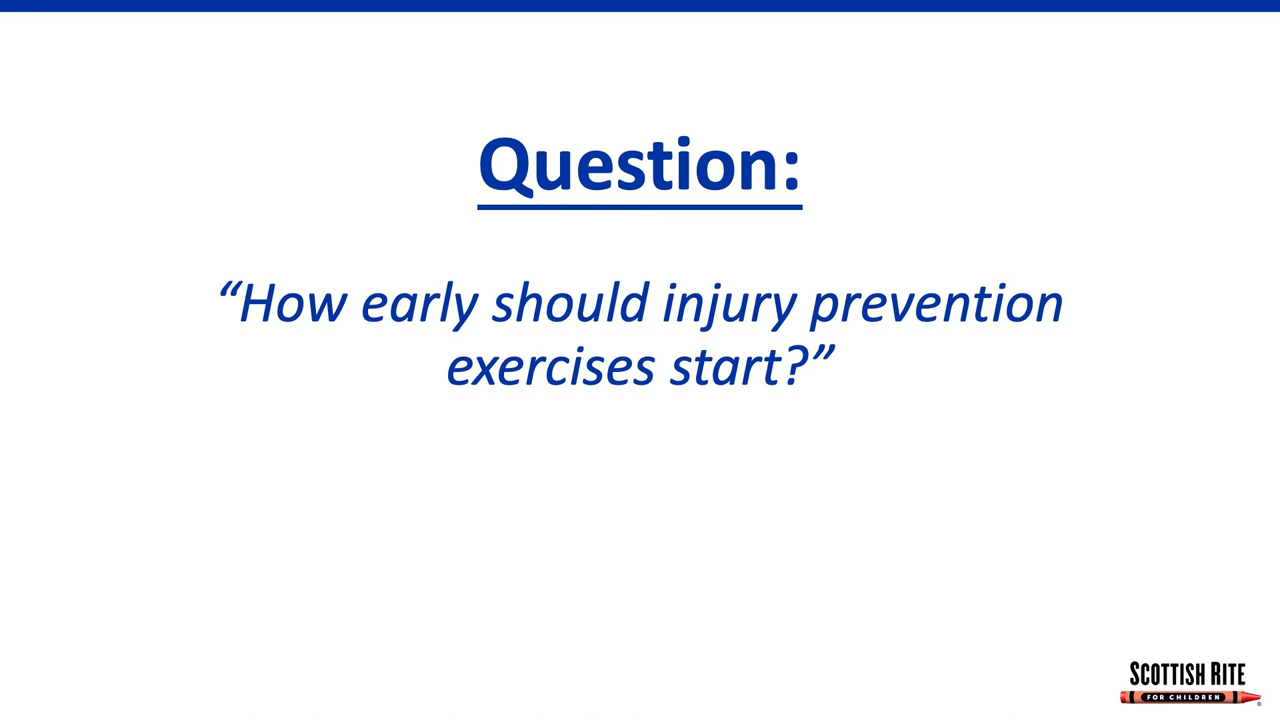 Question:
“How early should injury prevention
exercises start?”
SCOTTISH RITE
FOR CHILDREN